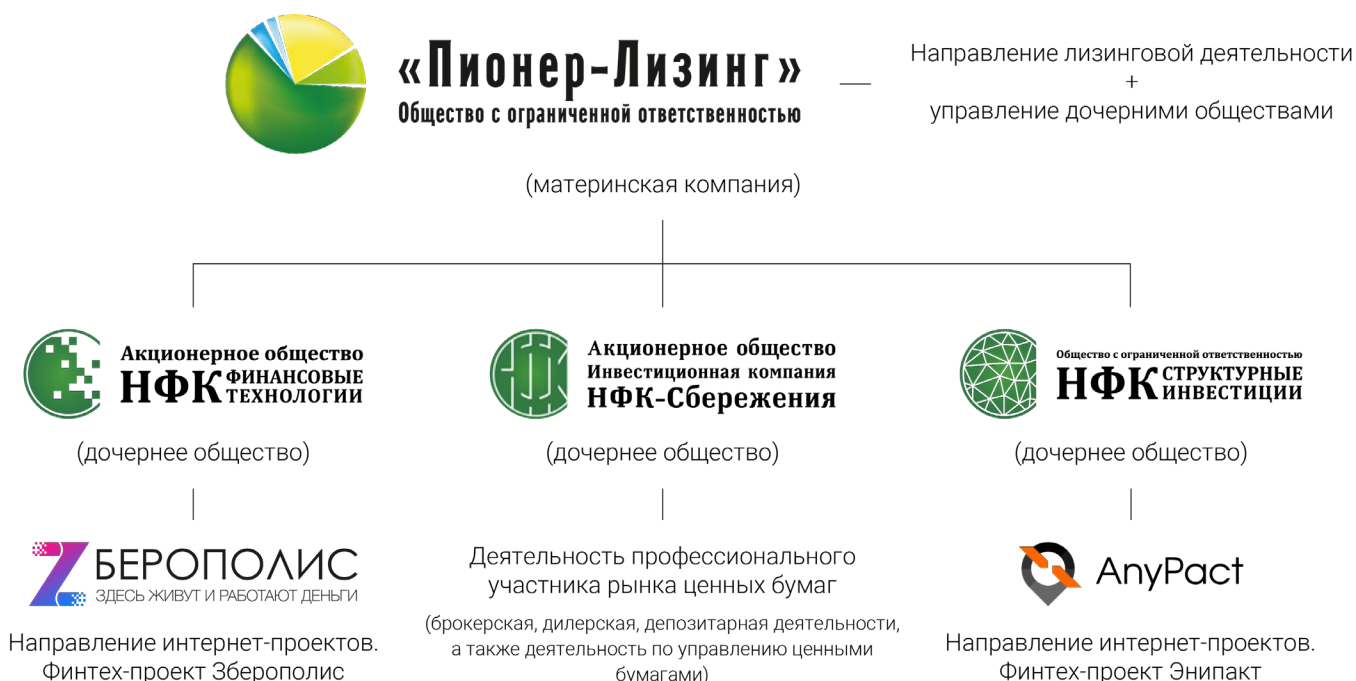 «Пионер-Лизинг»
Общество с ограниченной ответственностью
Направление лизинговой деятельности
+
управление дочерними обществами
(материнская компания)
Акционерное общество
НФК ФИНАНСОВЫЕ
ТЕХНОЛОГИИ
(дочернее общество)
ZБЕРОПОЛИС
ЗДЕСЬ ЖИВУТ И РАБОТАЮТ ДЕНЬГИ
Направление интернет-проектов.
Финтех-проект Зберополис
Акционерное общество
Инвестиционная компания
НФК-Сбережения
(дочернее общество)
Деятельность профессионального
участника рынка ценных бумаг
(брокерская, дилерская, депозитарная деятельности,
а также деятельность по управлению ценными
бумагами)
Общество с ограниченной ответственностью
НФК СТРУКТУРНЫЕ
ИНВЕСТИЦИИ
(дочернее общество)
AnyPact
Направление интернет-проектов.
Финтех-проект Энипакт